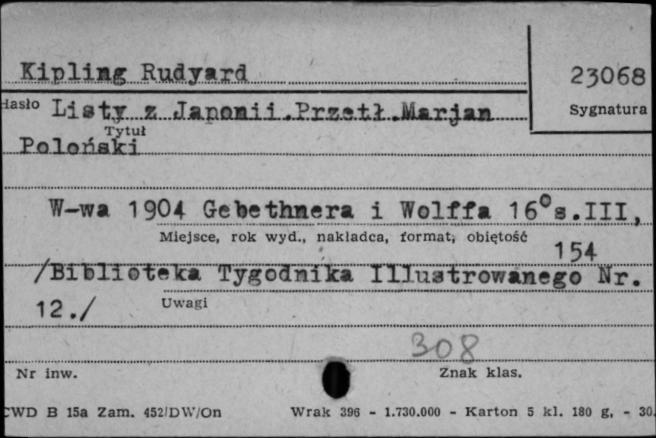 Kipling Rudyard
23068
Hasło Listy z Japonii.Przetł.Marjan
Sygnatura
Tytuł
Poloński
W-wa 1904 Gebethnera i Wolffa 16°s.III,
Miejsce, rok wyd., nakładca, format, objętość
154
/Biblioteka Tygodnika Illustrowanego Nr.
12./
Uwagi
308
Nr inw.
Znak klas.
CWD B 15a Zam. 452/DW/On Wrak 396 - 1.730.000 - Karton 5 kl. 180 g, - 30.